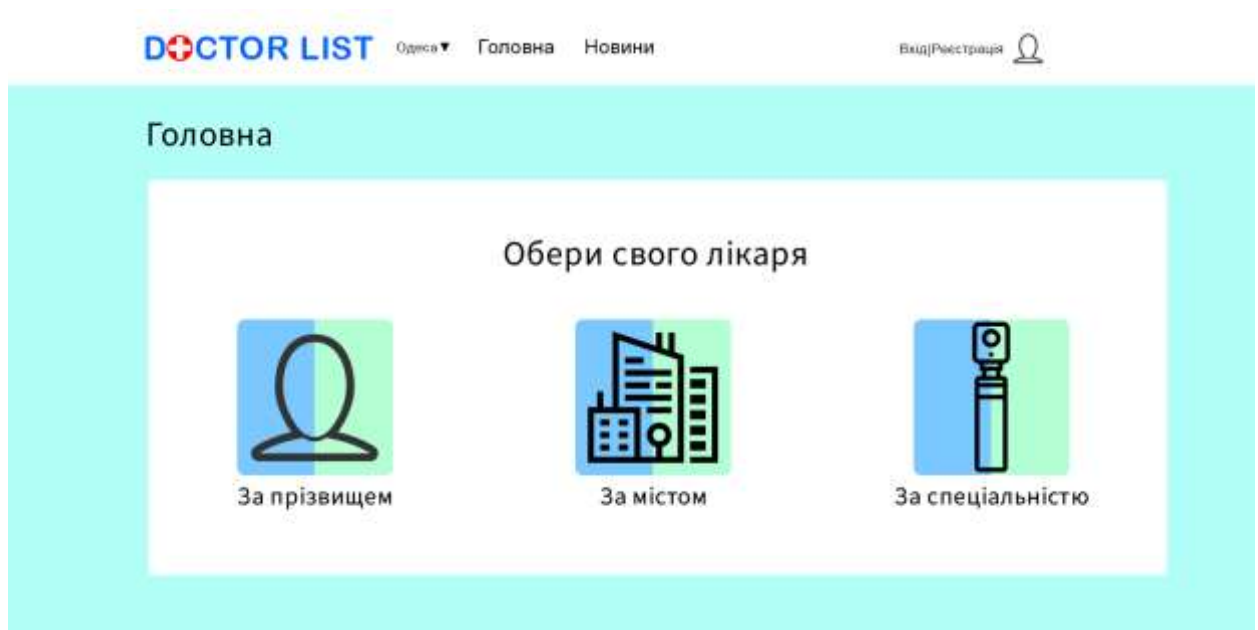 DOCTOR LIST Одеса▼ Головна Новини Вхід|Реєстрація
Головна
Обери свого лікаря
За прізвищем За містом За спеціальністю